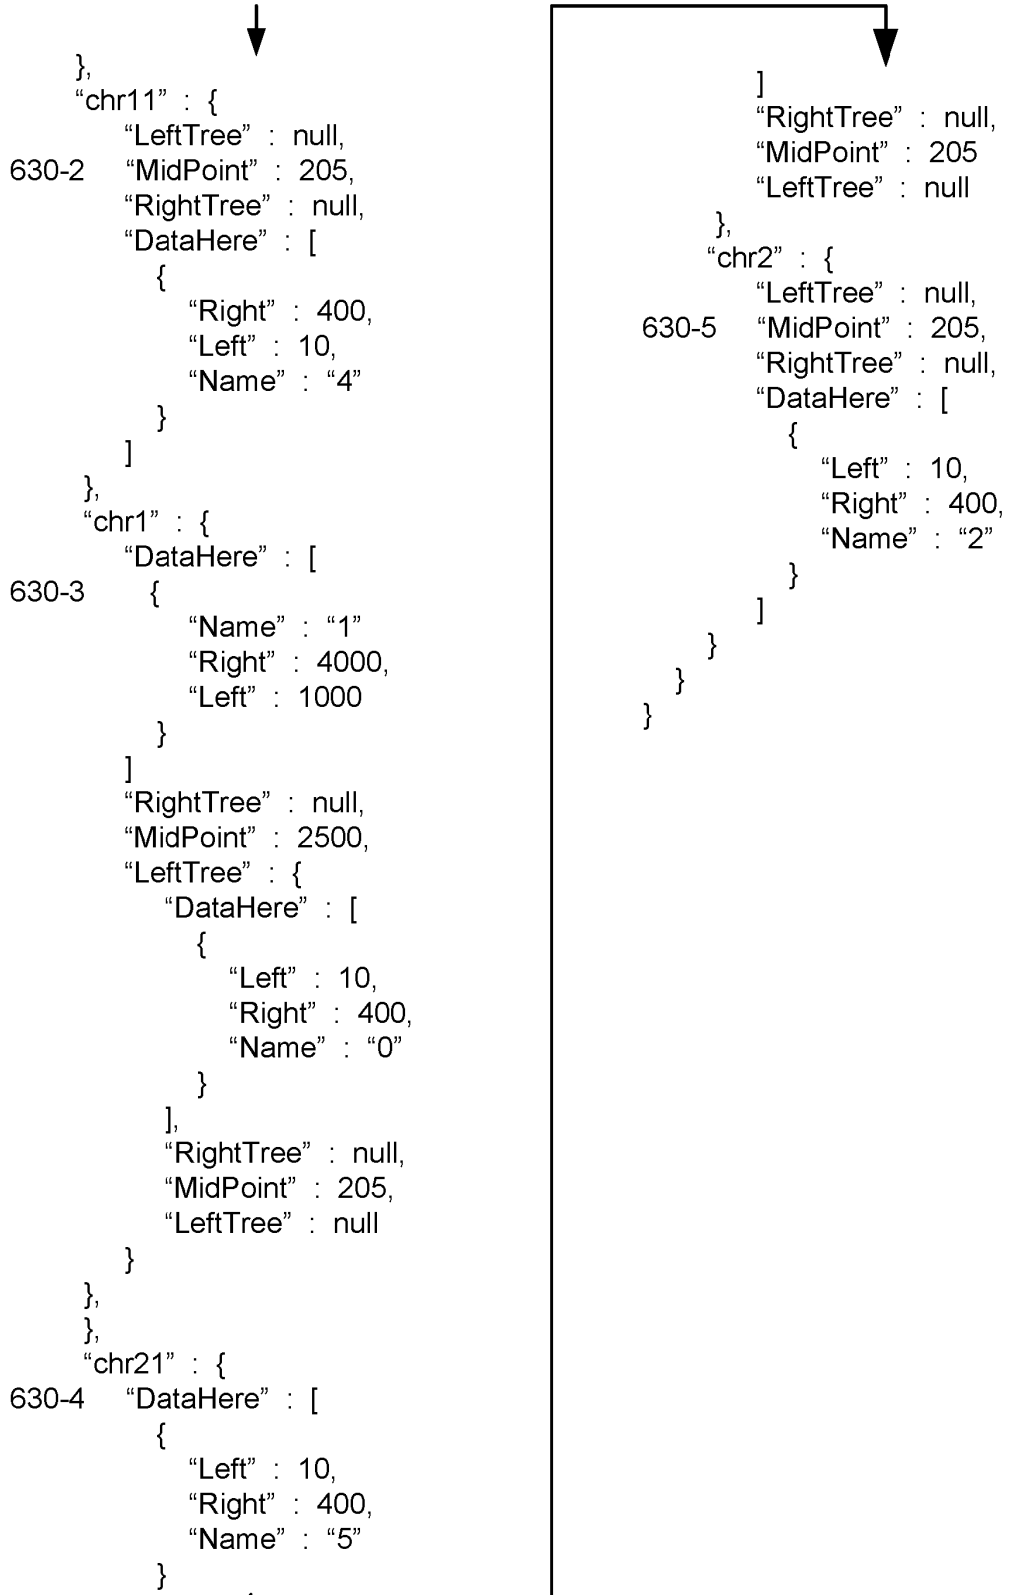 },
“chr11” : {
“LeftTree” : null,
630-2 “MidPoint” : 205,
“RightTree” : null,
“DataHere” : [
{
“Right” : 400,
“Left” : 10,
“Name” : “4”
}
]
},
“chr1” : {
“DataHere” : [
630-3 {
“Name” : “1”
“Right” : 4000,
“Left” : 1000
}
]
“RightTree” : null,
“MidPoint” : 2500,
“LeftTree” : {
“DataHere” : [
{
“Left” : 10,
“Right” : 400,
“Name” : “0”
}
],
“RightTree” : null,
“MidPoint” : 205,
“LeftTree” : null
}
},
},
“chr21” : {
630-4 “DataHere” : [
{
“Left” : 10,
“Right” : 400,
“Name” : “5”
}
]
“RightTree” : null,
“MidPoint” : 205
“LeftTree” : null
},
“chr2” : {
“LeftTree” : null,
630-5 “MidPoint” : 205,
“RightTree” : null,
“DataHere” : [
{
“Left” : 10,
“Right” : 400,
“Name” : “2”
}
]
}
}
}